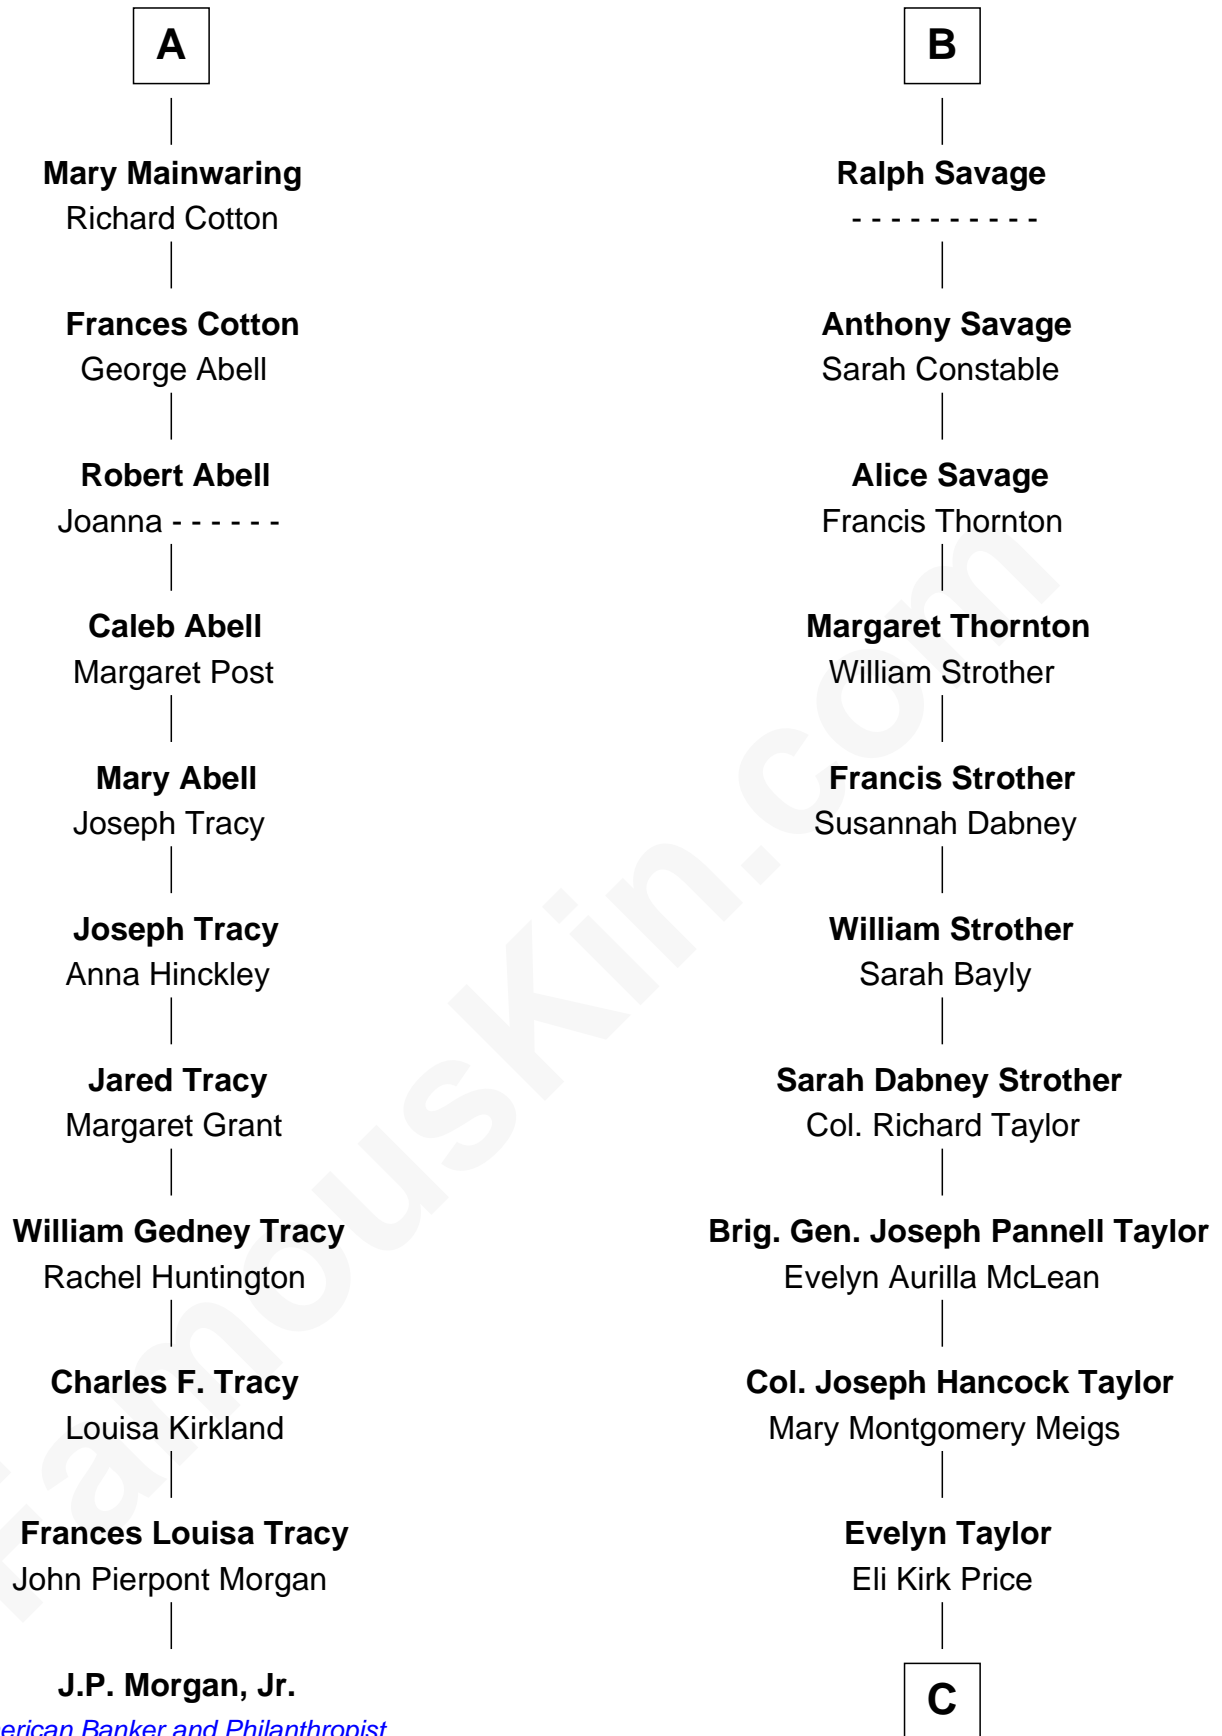 A
Mary Mainwaring
Richard Cotton
Frances Cotton
George Abell
Robert Abell
Joanna - - - - - -
Caleb Abell
Margaret Post
Mary Abell
Joseph Tracy
Joseph Tracy
Anna Hinckley
Jared Tracy
Margaret Grant
William Gedney Tracy
Rachel Huntington
Charles F. Tracy
Louisa Kirkland
Frances Louisa Tracy
John Pierpont Morgan
J.P. Morgan, Jr.
erican Banker and Philanthropist
B
Ralph Savage
- - - - - - - - - -
Anthony Savage
Sarah Constable
Alice Savage
Francis Thornton
Margaret Thornton
William Strother
Francis Strother
Susannah Dabney
William Strother
Sarah Bayly
Sarah Dabney Strother
Col. Richard Taylor
Brig. Gen. Joseph Pannell Taylor
Evelyn Aurilla McLean
Col. Joseph Hancock Taylor
Mary Montgomery Meigs
Evelyn Taylor
Eli Kirk Price
C
FamousKin.com